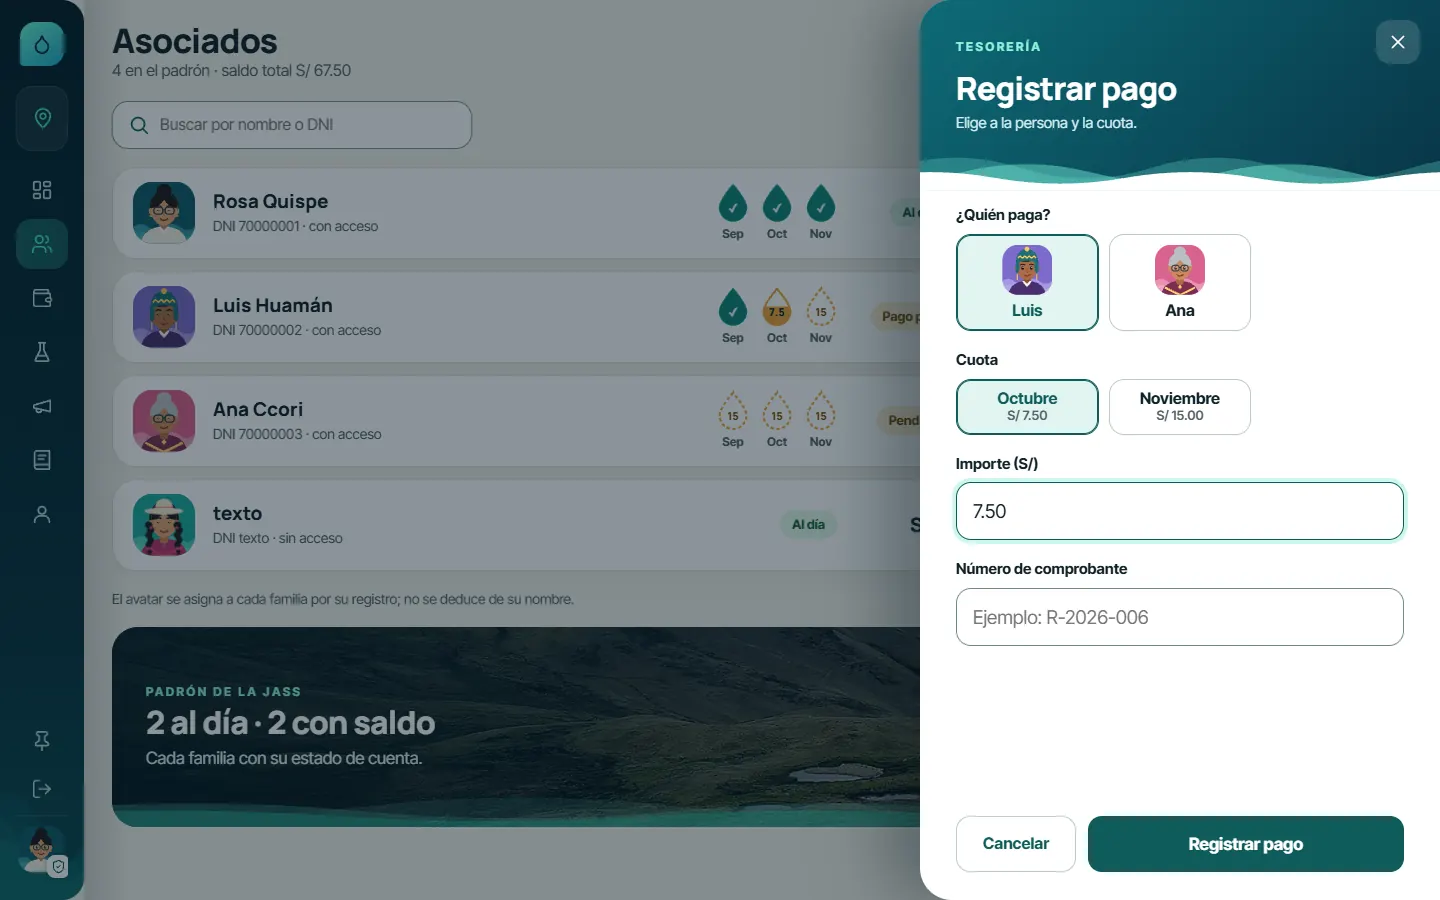 Asociados
4 en el padrón · saldo total S/ 67.50
Buscar por nombre o DNI
Rosa Quispe
DNI 70000001 · con acceso
Sep Oct Nov
Luis Huamán
DNI 70000002 · con acceso
7.5 15
Sep Oct Nov
Pago
Ana Ccori
DNI 70000003 · con acceso
15 15 15
Sep Oct Nov
texto
DNI texto · sin acceso
Al día
El avatar se asigna a cada familia por su registro; no se deduce de su nombre.
PADRÓN DE LA JASS
2 al día · 2 con saldo
Cada familia con su estado de cuenta.
TESORERÍA
Registrar pago
Elige a la persona y la cuota.
¿Quién paga?
Luis Ana
Cuota
Octubre Noviembre
S/ 7.50 S/ 15.00
Importe (S/)
7.50
Número de comprobante
Ejemplo: R-2026-006
Cancelar Registrar pago